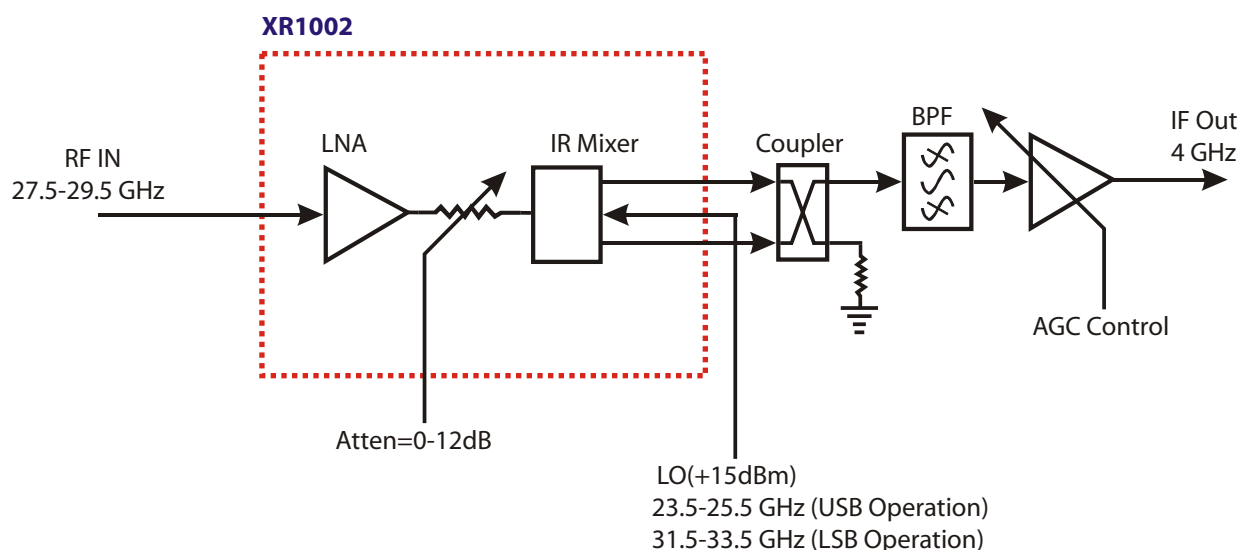 XR1002
LNA
IR Mixer
Coupler
BPF
IF Out
4 GHz
RF IN
27.5-29.5 GHz
AGC Control
Atten=0-12dB
LO(+15dBm)
23.5-25.5 GHz (USB Operation)
31.5-33.5 GHz (LSB Operation)